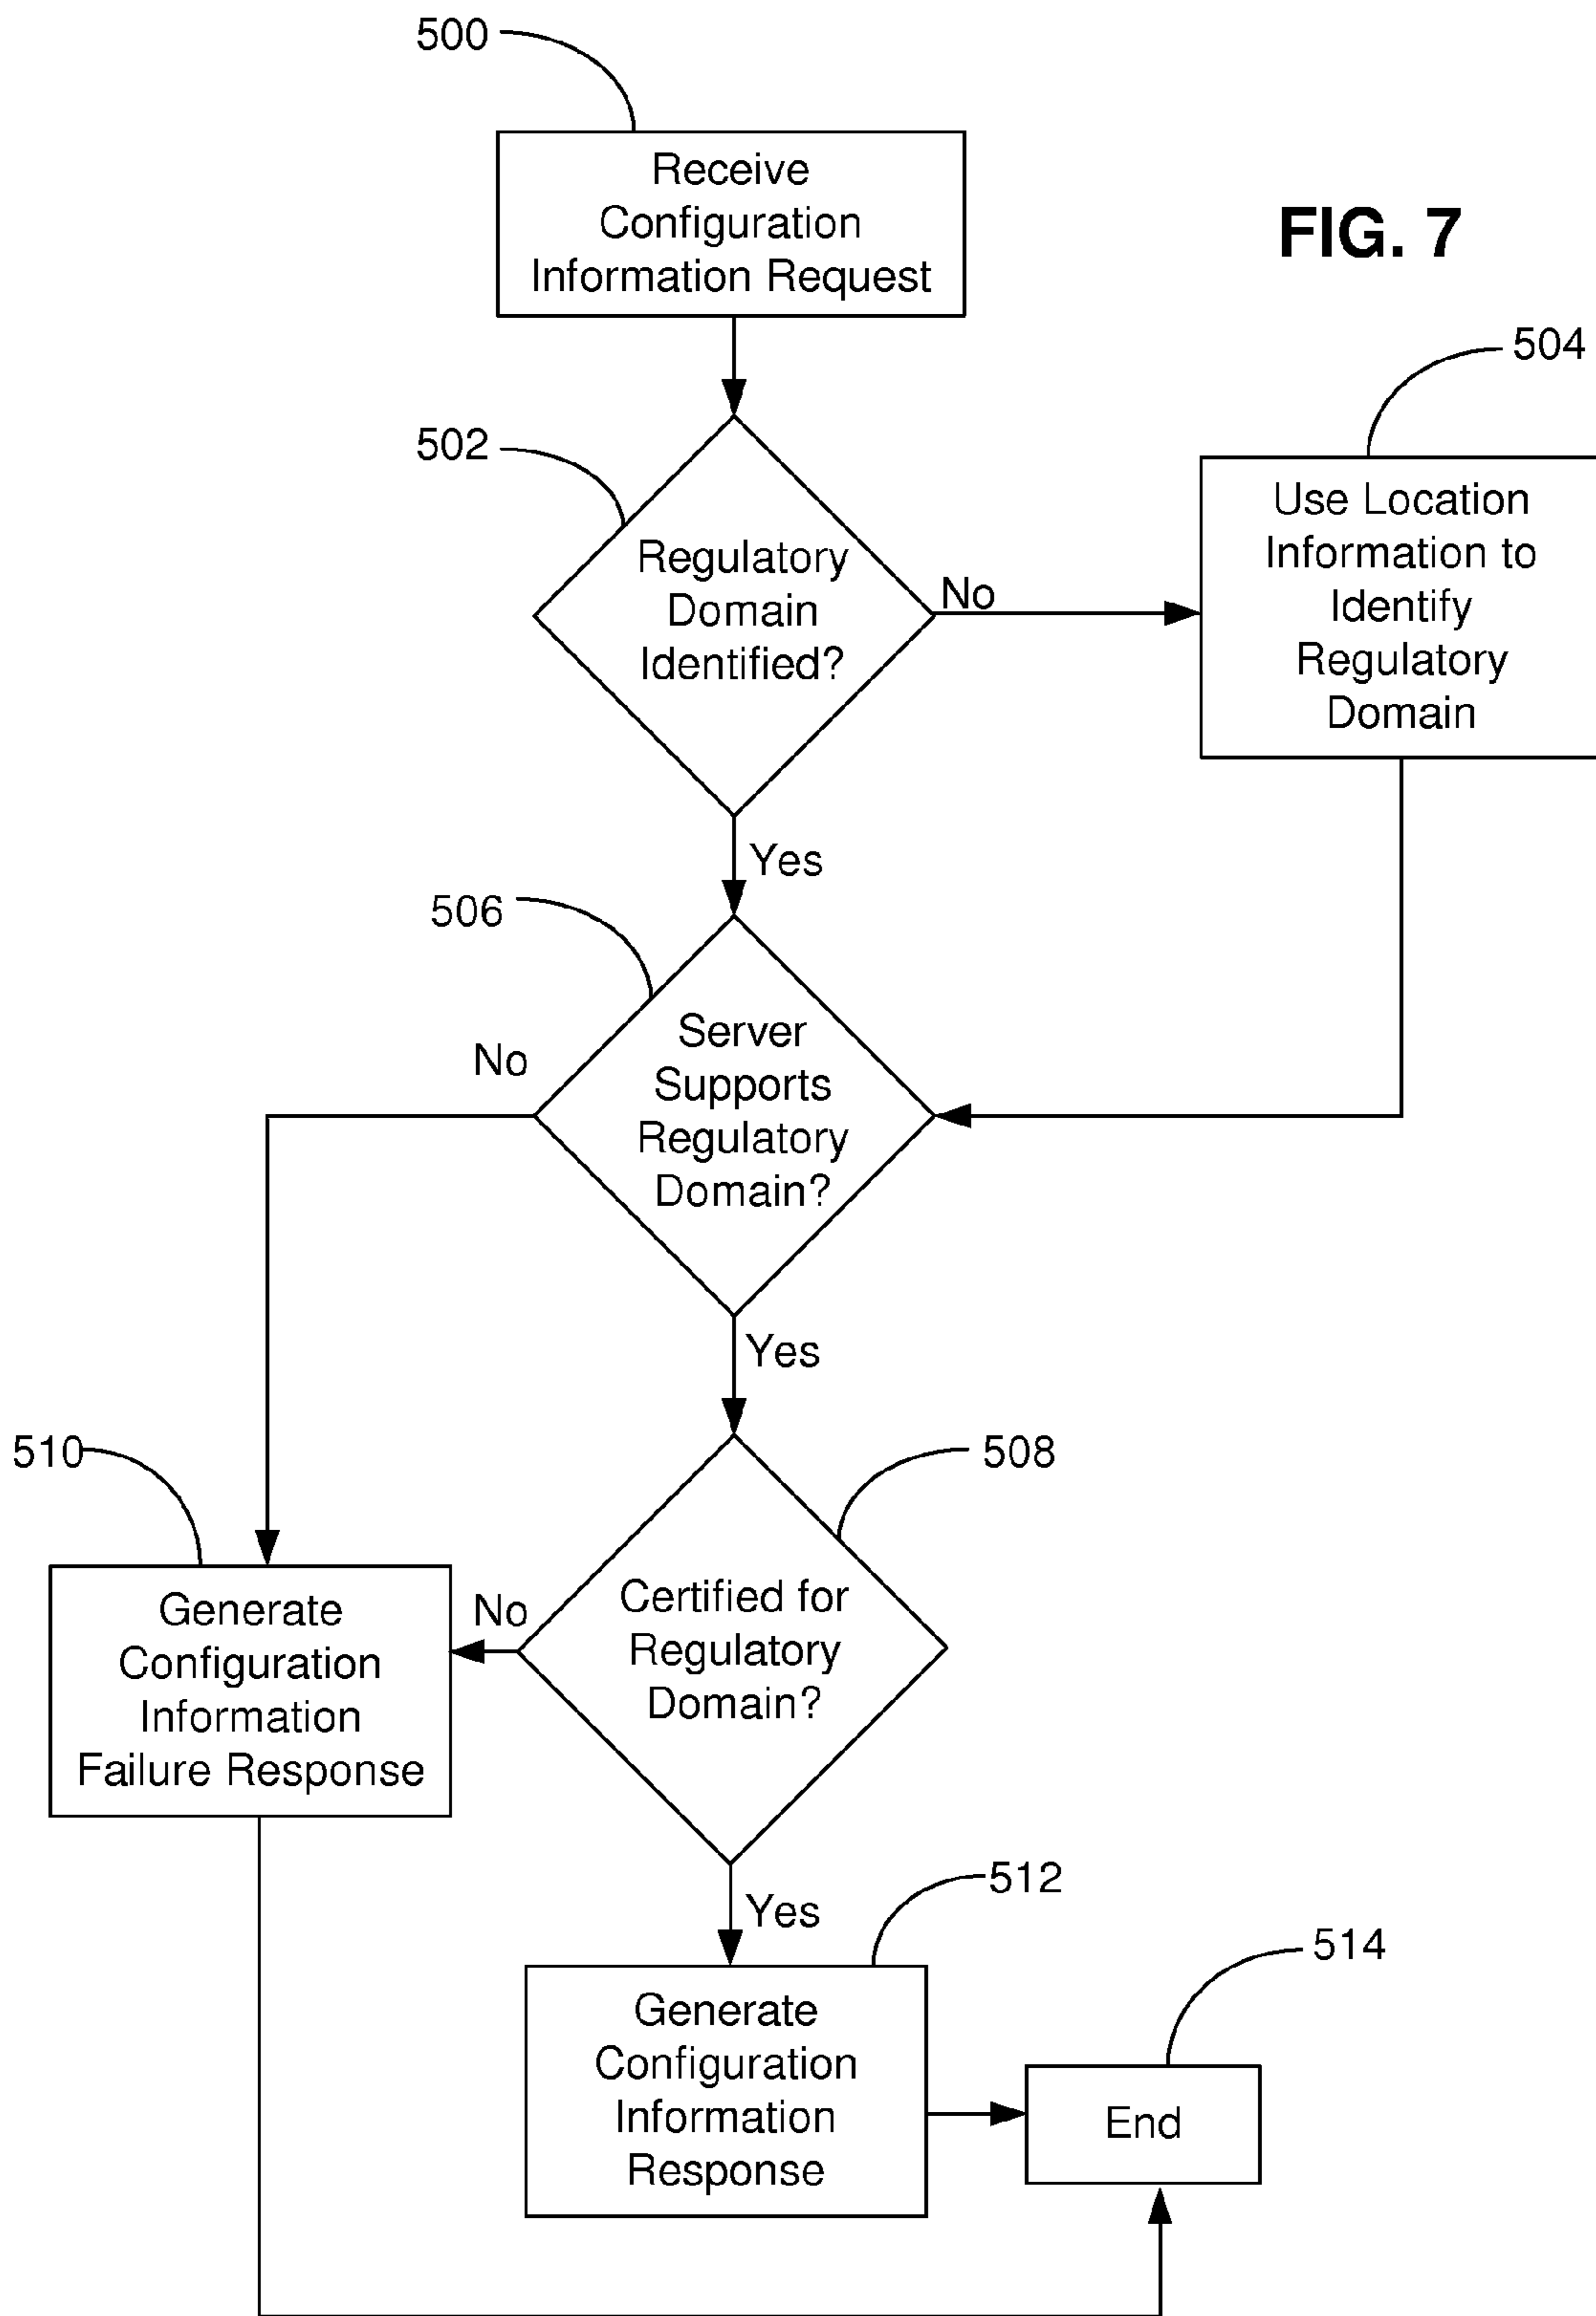 500
Receive
Configuration
Information Request
FIG. 7
504
502
Use Location
Information to
Identify
Regulatory
Domain
Regulatory
Domain
Identified?
No
Yes
506
Server
Supports
Regulatory
Domain?
No
Yes
510
508
Generate
Configuration
Information
Failure Response
No
Certified for
Regulatory
Domain?
Yes
512
514
Generate
Configuration
Information
Response
End